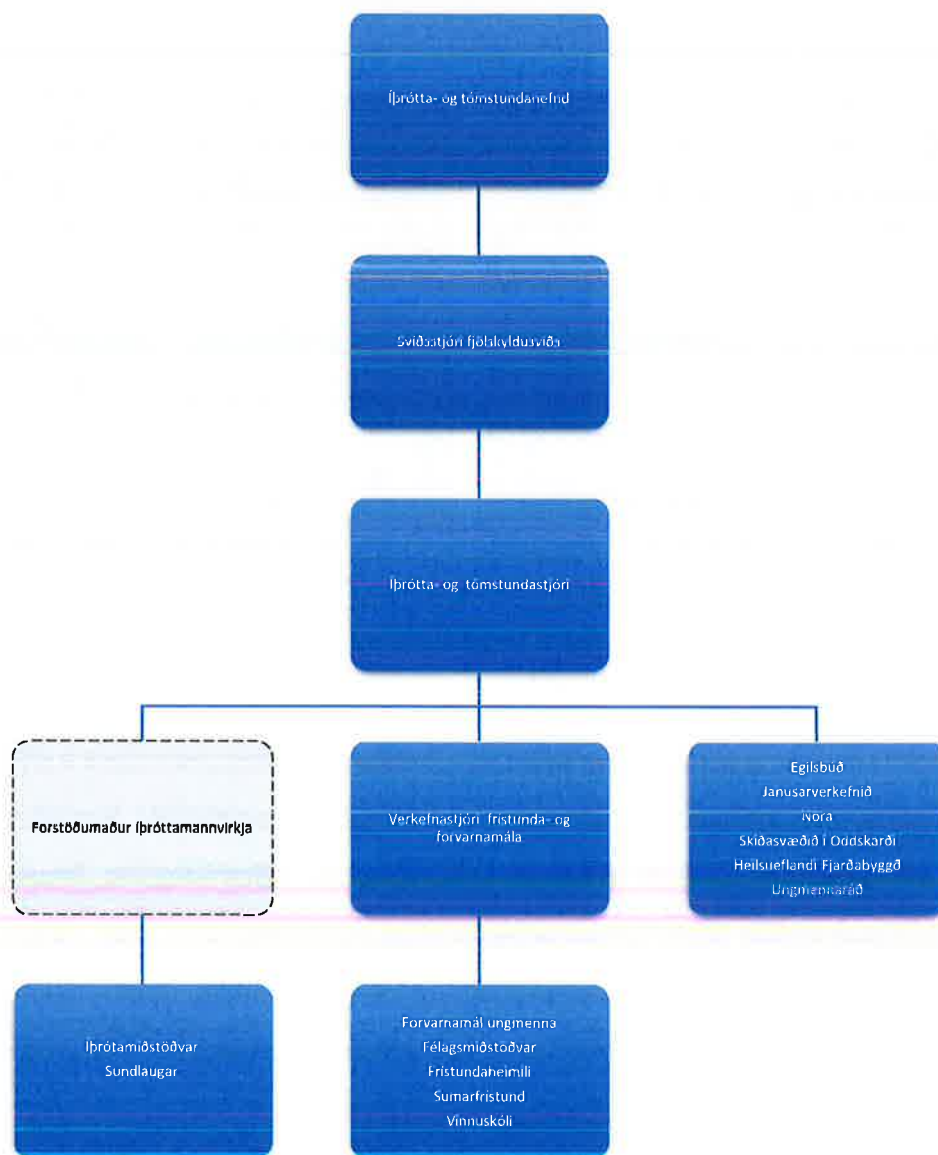 Íþrótta- og tómstundanefnd
Sviðsstjóri fjölskyldusviðs
Íþrótta- og tómstundastjóri
Forstöðumaður íþróttamannvirkja
Verkefnastjóri frístunda- og
forvarnamála
Egilsbúð
Janusarverkefnið
Nóra
Skíðasvæðið í Oddskarði
Heilsueflandi Fjarðabyggð
Ungmennaráð
Íþrótamiðstöðvar
Sundlaugar
Forvarnamál ungmenna
Félagsmiðstöðvar
Frístundaheimili
Sumarfrístund
Vinnuskóli